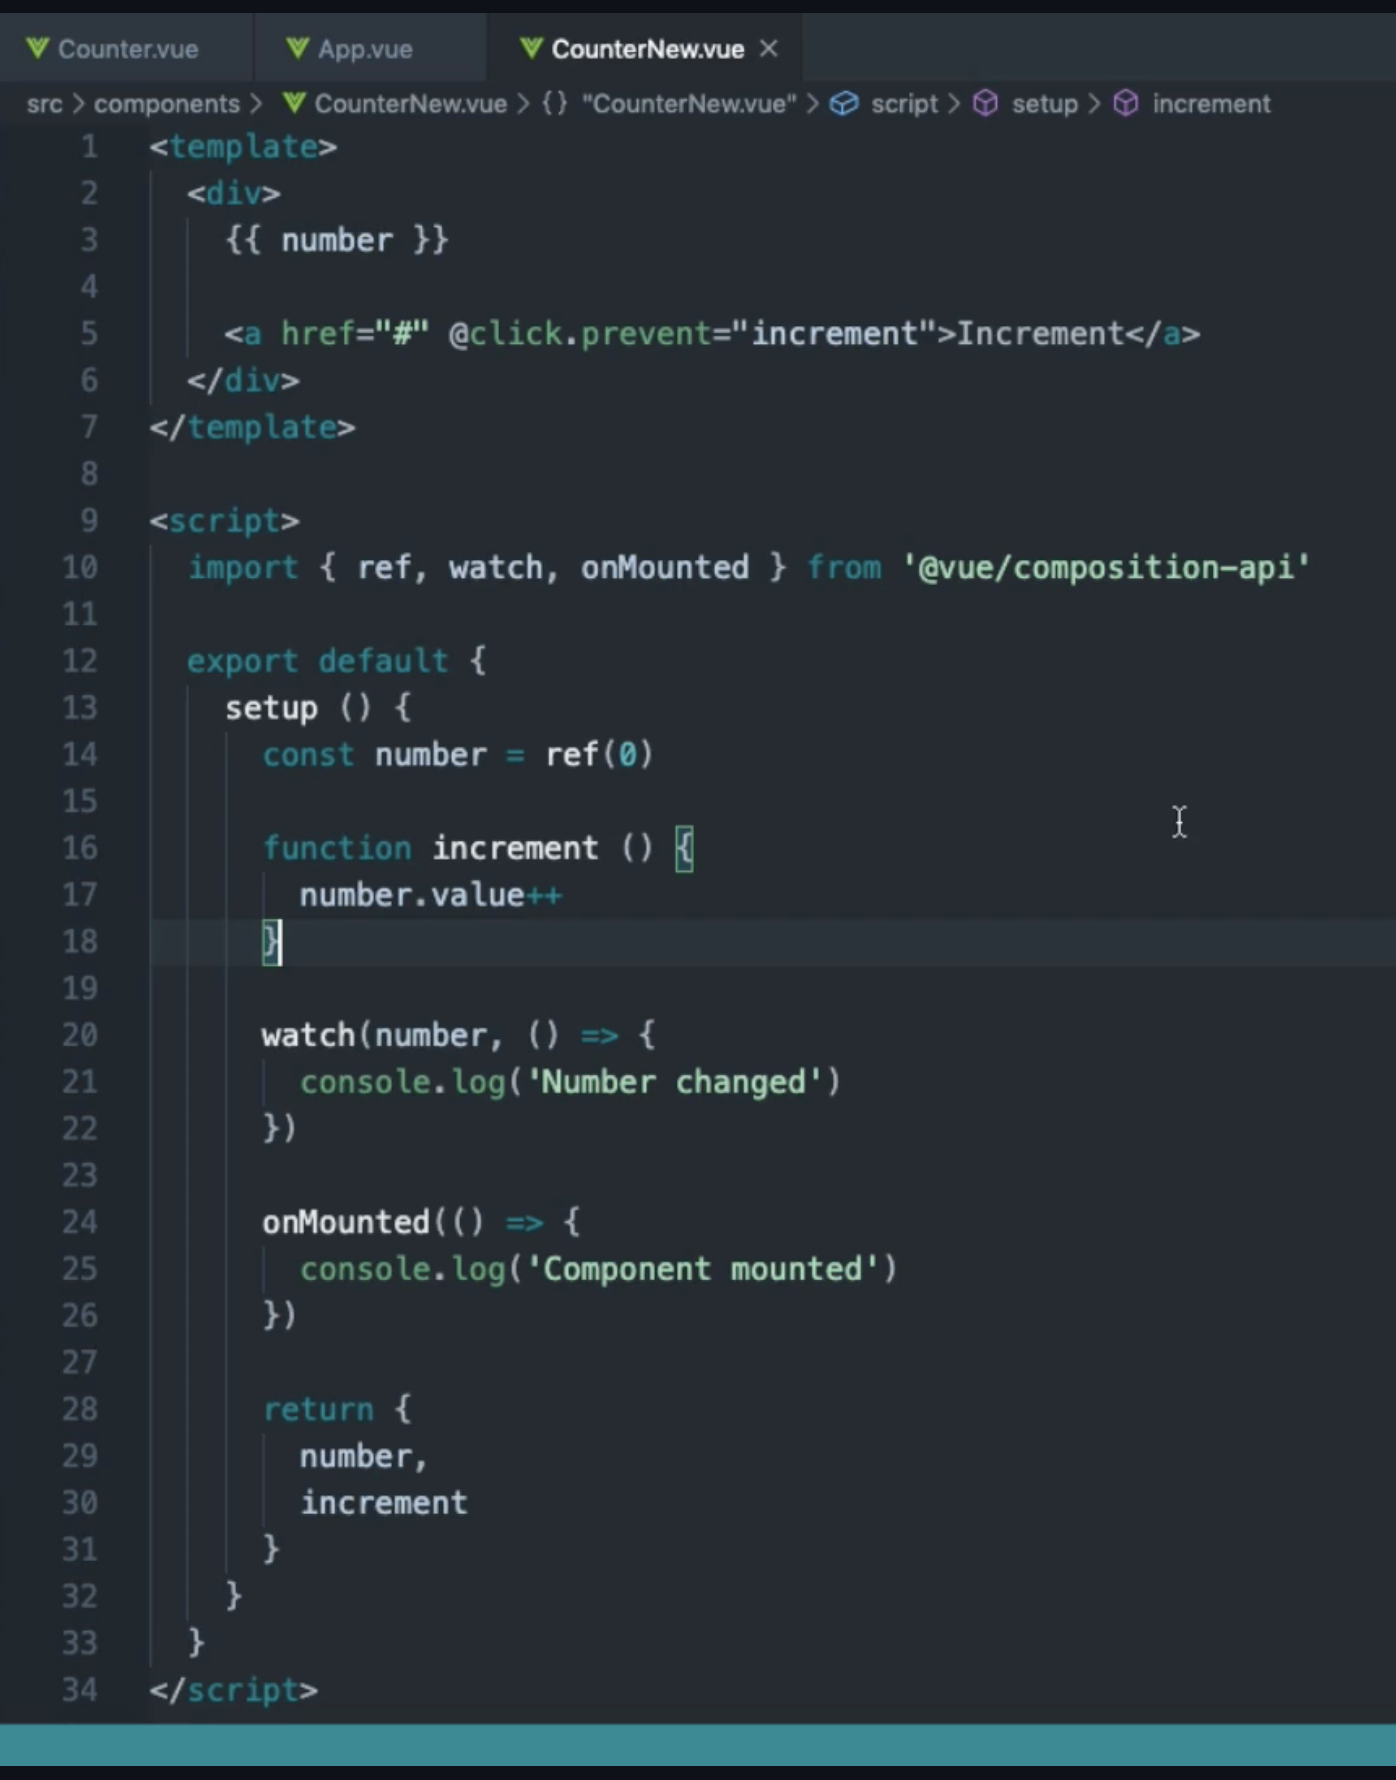 Counter.vue App.vue CounterNew.vue
src > components > CounterNew.vue > {} "CounterNew.vue" > script > setup > increment
1 <template>
2   <div>
3     {{ number }}
4
5     <a href="#" @click.prevent="increment">Increment</a>
6   </div>
7 </template>
8
9 <script>
10   import { ref, watch, onMounted } from '@vue/composition-api'
11
12   export default {
13     setup () {
14       const number = ref(0)
15
16       function increment () {
17         number.value++
18       }
19
20       watch(number, () => {
21         console.log('Number changed')
22       })
23
24       onMounted(() => {
25         console.log('Component mounted')
26       })
27
28       return {
29         number,
30         increment
31       }
32     }
33   }
34 </script>